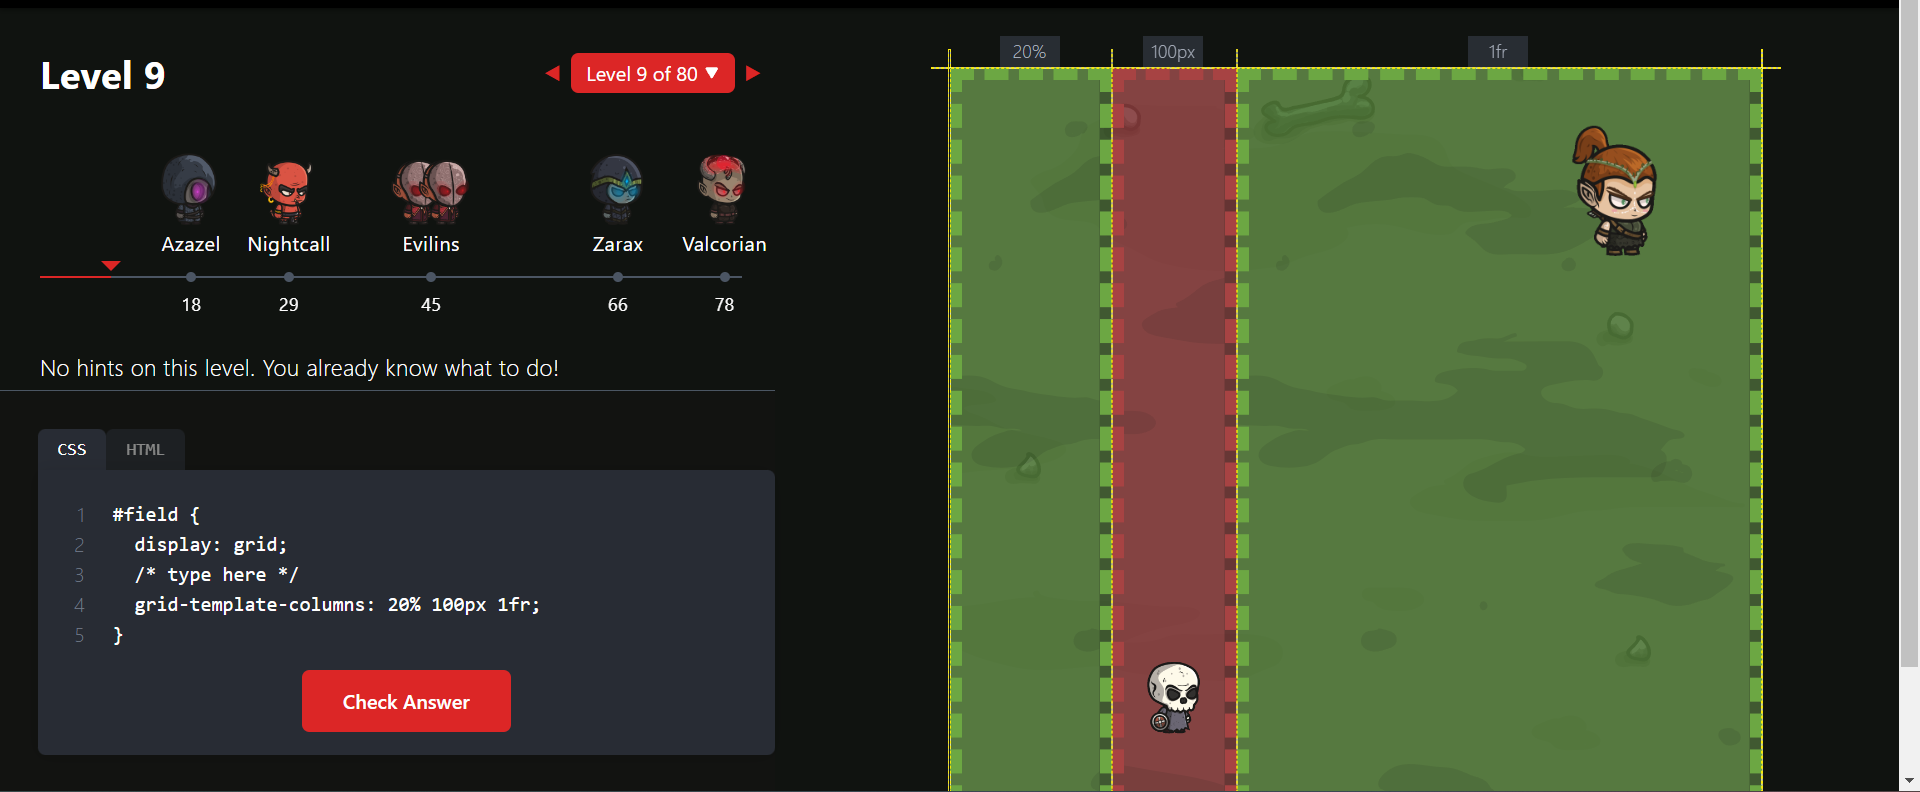 Level 9
Level 9 of 80
Azazel Nightcall Evilins Zarax Valcorian
18 29 45 66 78
No hints on this level. You already know what to do!
CSS HTML
1 #field {
2 display: grid;
3 /* type here */
4 grid-template-columns: 20% 100px 1fr;
5 }
Check Answer
20% 100px 1fr